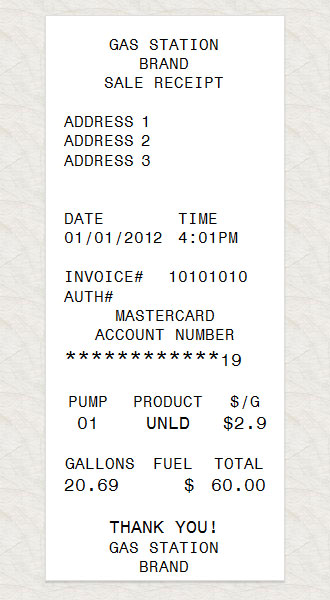 GAS STATION
BRAND
SALE RECEIPT
ADDRESS 1
ADDRESS 2
ADDRESS 3
DATE TIME
01/01/2012 4:01PM
INVOICE# 10101010
AUTH#
MASTERCARD
ACCOUNT NUMBER
************19
PUMP PRODUCT $/G
01 UNLD $2.9
GALLONS FUEL TOTAL
20.69 $ 60.00
THANK YOU!
GAS STATION
BRAND